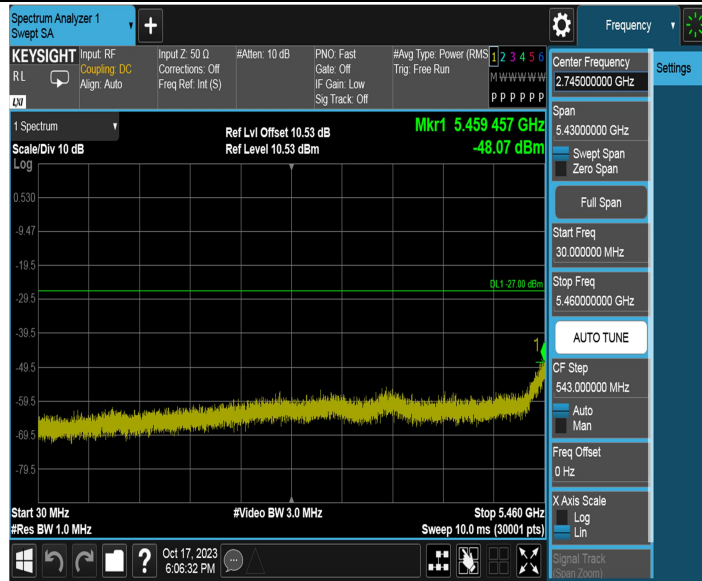 Spectrum Analyzer 1
Swept SA
+
Frequency
KEYSIGHT
RL
LXI
Input: RF
Coupling: DC
Align: Auto
Input Z: 50 Ω
Corrections: Off
Freq Ref: Int (S)
#Atten: 10 dB
PNO: Fast
Gate: Off
IF Gain: Low
Sig Track: Off
#Avg Type: Power (RMS
Trig: Free Run
1 2 3 4 5 6
M W W W W W
P P P P P P
1 Spectrum
Scale/Div 10 dB
Log
Ref Lvl Offset 10.53 dB
Ref Level 10.53 dBm
Mkr1 5.459 457 GHz
-48.07 dBm
0.530
-9.47
-19.5
-29.5
-39.5
-49.5
-59.5
-69.5
-79.5
DL1 -27.00 dBm
1
Start 30 MHz
#Res BW 1.0 MHz
#Video BW 3.0 MHz
Stop 5.460 GHz
Sweep 10.0 ms (30001 pts)
Center Frequency
2.745000000 GHz
Settings
Span
5.43000000 GHz
Swept Span
Zero Span
Full Span
Start Freq
30.000000 MHz
Stop Freq
5.460000000 GHz
AUTO TUNE
CF Step
543.000000 MHz
Auto
Man
Freq Offset
0 Hz
X Axis Scale
Log
Lin
Signal Track
(Span Zoom)
?
Oct 17, 2023
6:06:32 PM